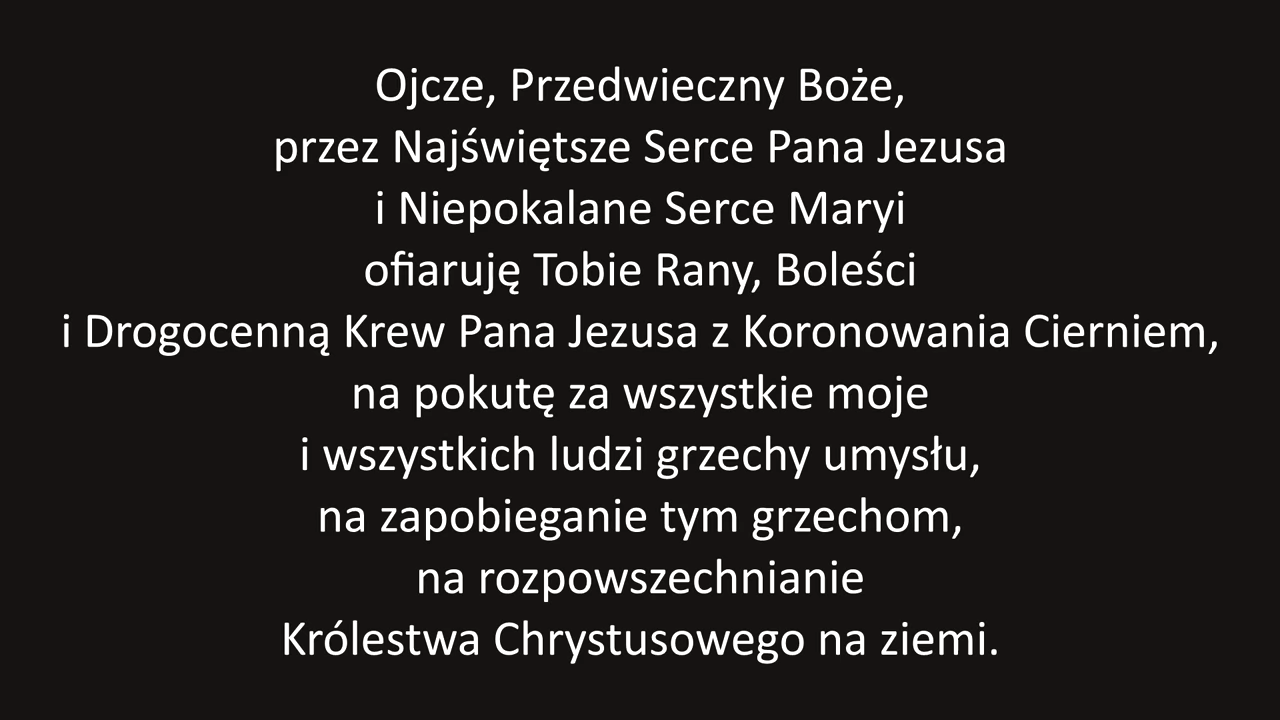 Ojcze, Przedwieczny Boże,
przez Najświętsze Serce Pana Jezusa
i Niepokalane Serce Maryi
ofiaruję Tobie Rany, Boleści
i Drogocenną Krew Pana Jezusa z Koronowania Cierniem,
na pokutę za wszystkie moje
i wszystkich ludzi grzechy umysłu,
na zapobieganie tym grzechom,
na rozpowszechnianie
Królestwa Chrystusowego na ziemi.